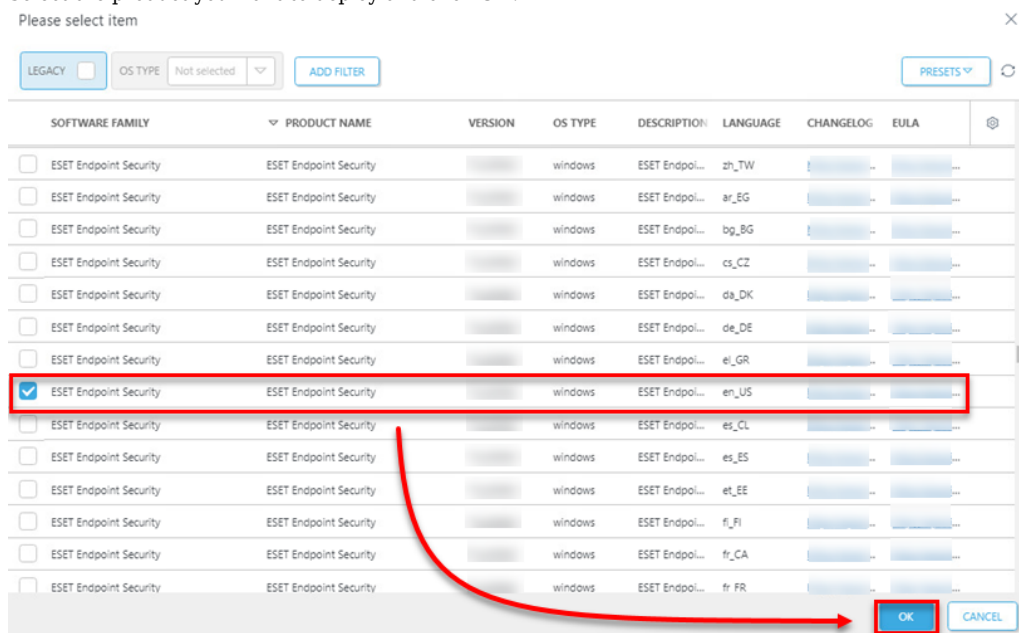 Please select item
LEGACY OS TYPE Not selected ADD FILTER PRESETS
SOFTWARE FAMILY PRODUCT NAME VERSION OS TYPE DESCRIPTION LANGUAGE CHANGELOG EULA
ESET Endpoint Security ESET Endpoint Security windows ESET Endpoi... zh_TW
ESET Endpoint Security ESET Endpoint Security windows ESET Endpoi... ar_EG
ESET Endpoint Security ESET Endpoint Security windows ESET Endpoi... bg_BG
ESET Endpoint Security ESET Endpoint Security windows ESET Endpoi... cs_CZ
ESET Endpoint Security ESET Endpoint Security windows ESET Endpoi... da_DK
ESET Endpoint Security ESET Endpoint Security windows ESET Endpoi... de_DE
ESET Endpoint Security ESET Endpoint Security windows ESET Endpoi... el_GR
ESET Endpoint Security ESET Endpoint Security windows ESET Endpoi... en_US
ESET Endpoint Security ESET Endpoint Security windows ESET Endpoi... es_CL
ESET Endpoint Security ESET Endpoint Security windows ESET Endpoi... es_ES
ESET Endpoint Security ESET Endpoint Security windows ESET Endpoi... et_EE
ESET Endpoint Security ESET Endpoint Security windows ESET Endpoi... fi_FI
ESET Endpoint Security ESET Endpoint Security windows ESET Endpoi... fr_CA
ESET Endpoint Security ESET Endpoint Security windows ESET Endpoi... fr_FR
OK CANCEL